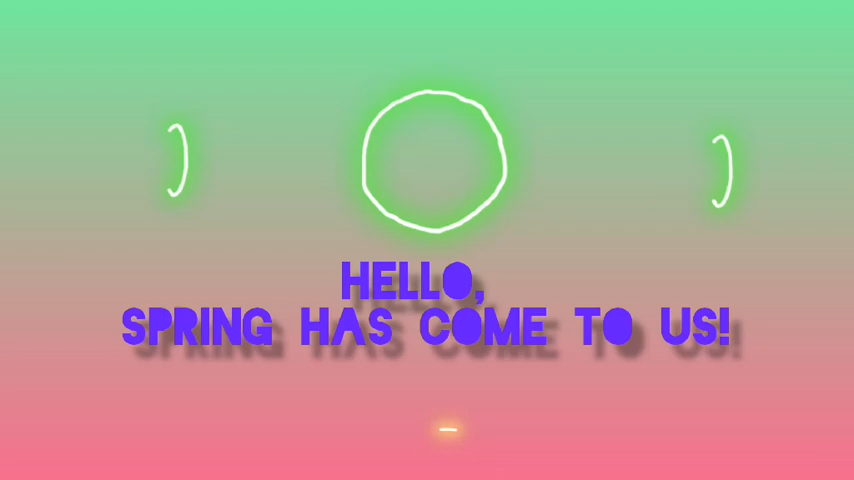 HELLO,
SPRING HAS COME TO US!